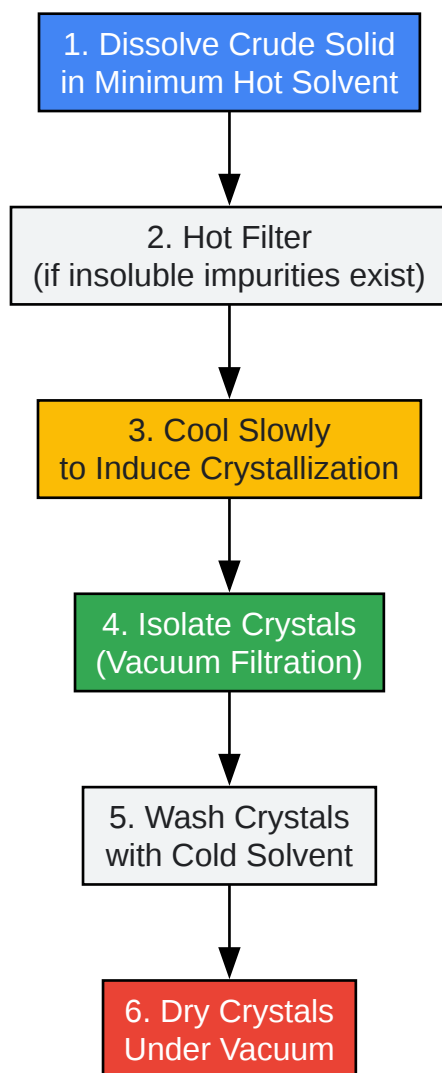 1. Dissolve Crude Solid
in Minimum Hot Solvent
2. Hot Filter
(if insoluble impurities exist)
3. Cool Slowly
to Induce Crystallization
4. Isolate Crystals
(Vacuum Filtration)
5. Wash Crystals
with Cold Solvent
6. Dry Crystals
Under Vacuum